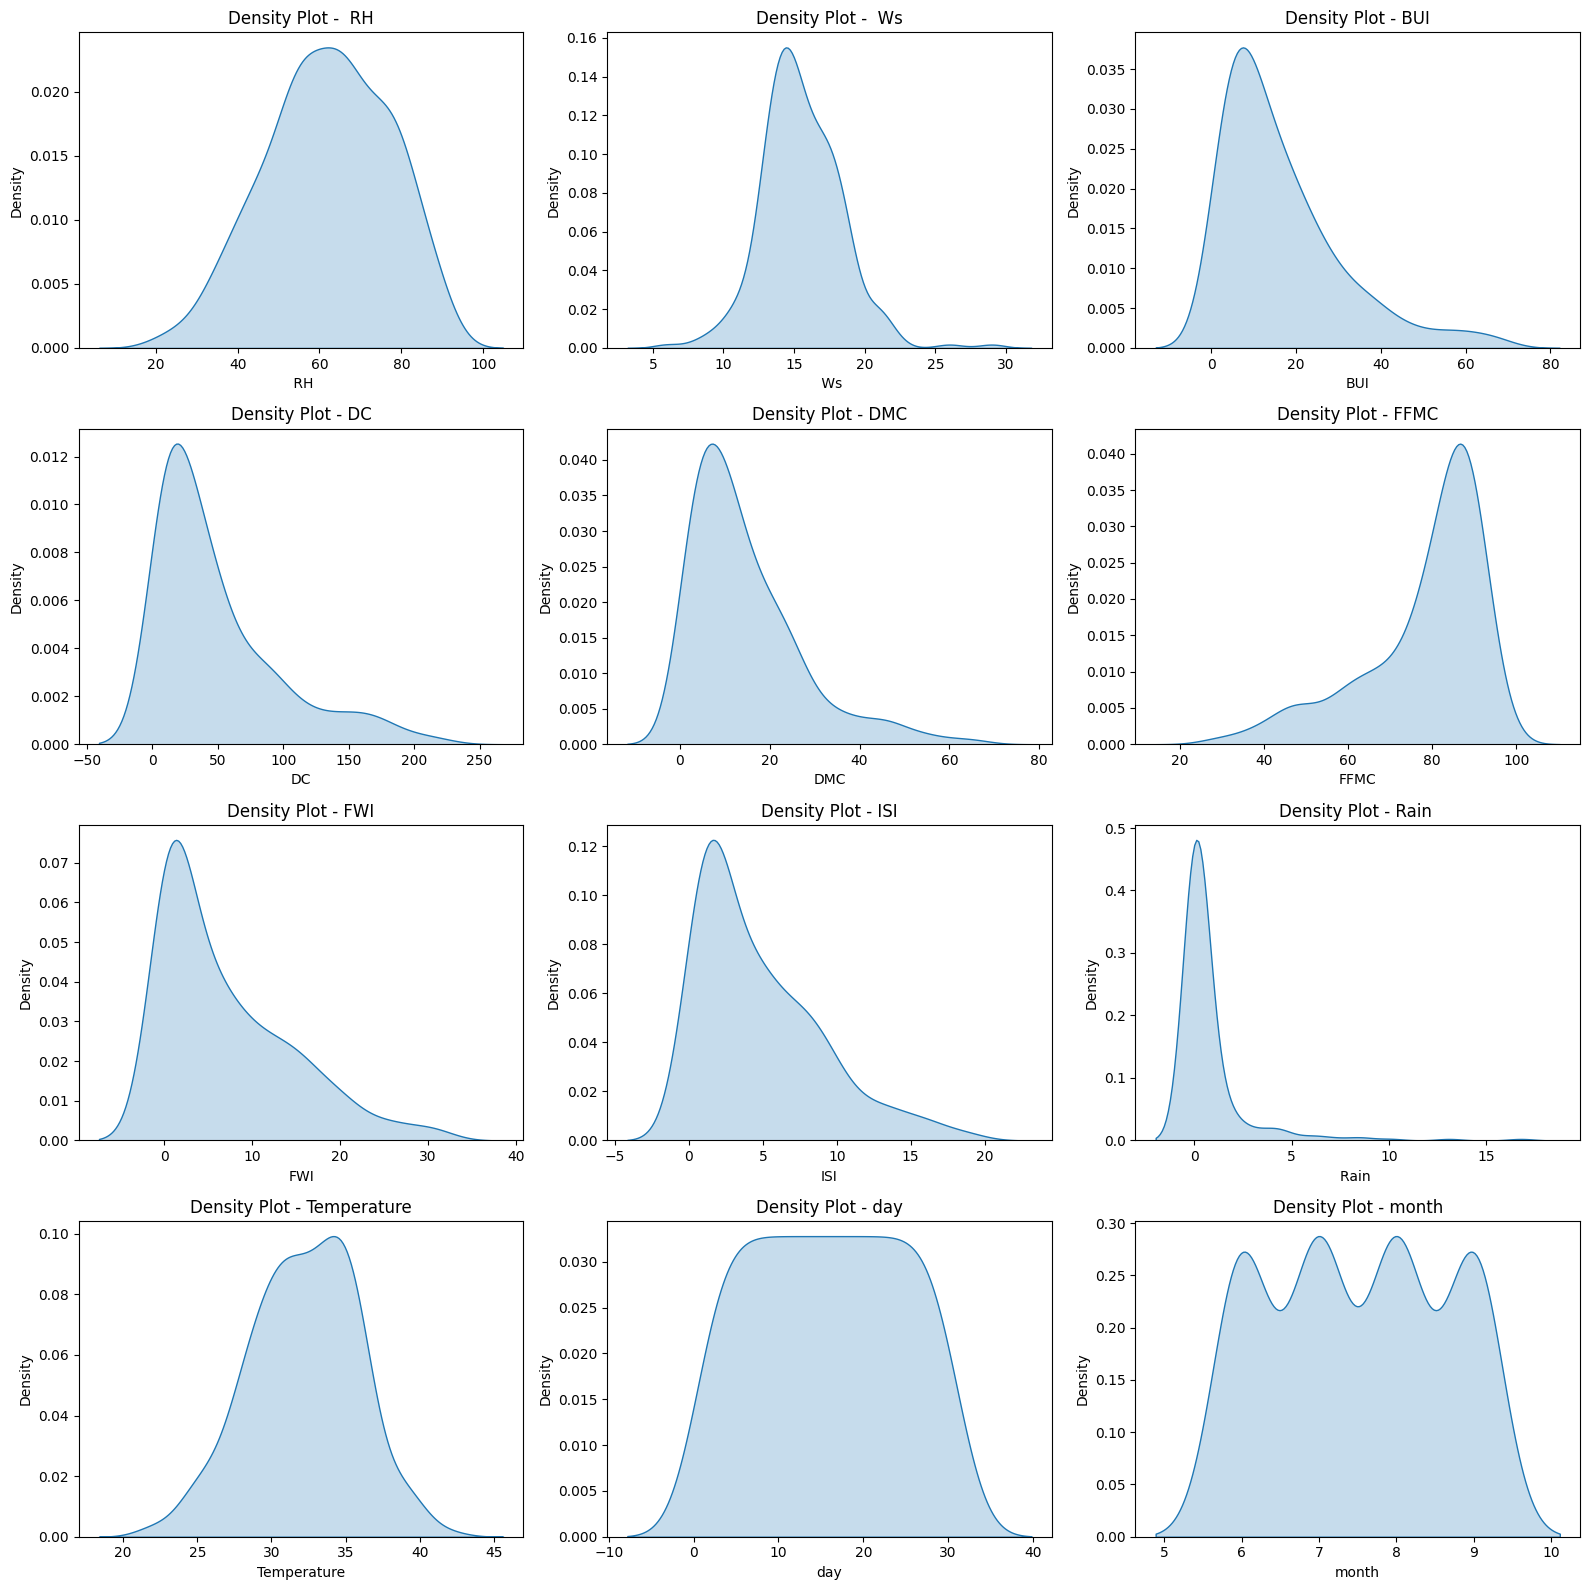 Density Plot -  RH
Density
0.020
0.015
0.010
0.005
0.000
20 40 60 80 100
RH
Density Plot -  Ws
Density
0.16
0.14
0.12
0.10
0.08
0.06
0.04
0.02
0.00
5 10 15 20 25 30
Ws
Density Plot - BUI
Density
0.035
0.030
0.025
0.020
0.015
0.010
0.005
0.000
0 20 40 60 80
BUI
Density Plot - DC
Density
0.012
0.010
0.008
0.006
0.004
0.002
0.000
−50 0 50 100 150 200 250
DC
Density Plot - DMC
Density
0.040
0.035
0.030
0.025
0.020
0.015
0.010
0.005
0.000
0 20 40 60 80
DMC
Density Plot - FFMC
Density
0.040
0.035
0.030
0.025
0.020
0.015
0.010
0.005
0.000
20 40 60 80 100
FFMC
Density Plot - FWI
Density
0.07
0.06
0.05
0.04
0.03
0.02
0.01
0.00
0 10 20 30 40
FWI
Density Plot - ISI
Density
0.12
0.10
0.08
0.06
0.04
0.02
0.00
−5 0 5 10 15 20
ISI
Density Plot - Rain
Density
0.5
0.4
0.3
0.2
0.1
0.0
0 5 10 15
Rain
Density Plot - Temperature
Density
0.10
0.08
0.06
0.04
0.02
0.00
20 25 30 35 40 45
Temperature
Density Plot - day
Density
0.030
0.025
0.020
0.015
0.010
0.005
0.000
−10 0 10 20 30 40
day
Density Plot - month
Density
0.30
0.25
0.20
0.15
0.10
0.05
0.00
5 6 7 8 9 10
month